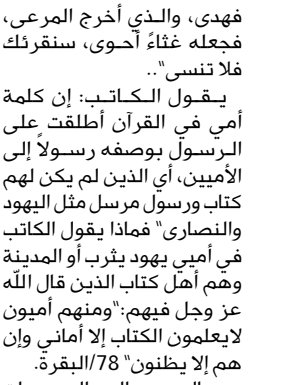 فهدى، والـذي أخرج المرعى،
فجعله غثاءً أحـوى، سنقرئك
فلا تنسى"..
يـقـول الـكـاتـب: إن كلمة
أمي في القرآن أطلقت على
الـرسـول بوصفه رسـولاً إلى
الأميين، أي الذين لم يكن لهم
كتاب ورسول مرسل مثل اليهود
والنصارى" فماذا يقول الكاتب
في أميي يهود يثرب أو المدينة
وهم أهل كتاب الذين قال الله
عز وجل فيهم:"ومنهم أميون
لايعلمون الكتاب إلا أماني وإن
هم إلا يظنون" 78/البقرة.